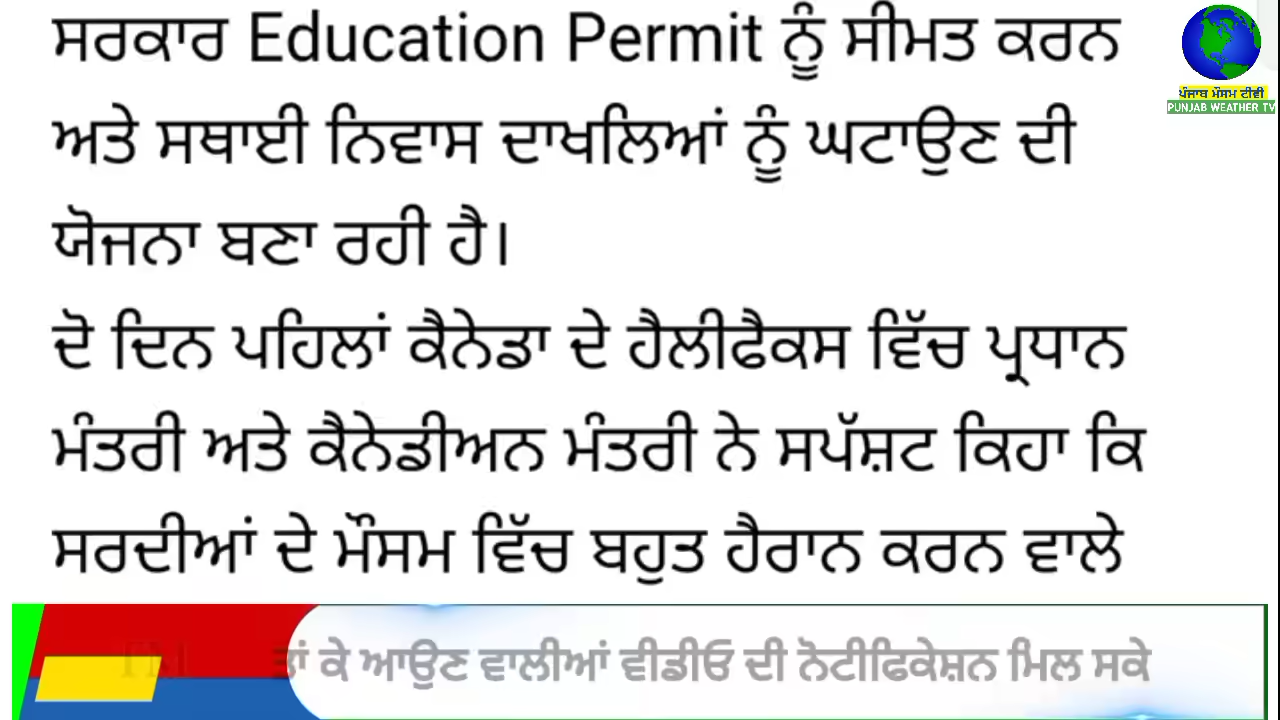 ਸਰਕਾਰ Education Permit ਨੂੰ ਸੀਮਤ ਕਰਨ
ਅਤੇ ਸਥਾਈ ਨਿਵਾਸ ਦਾਖਲਿਆਂ ਨੂੰ ਘਟਾਉਣ ਦੀ
ਯੋਜਨਾ ਬਣਾ ਰਹੀ ਹੈ।
ਦੋ ਦਿਨ ਪਹਿਲਾਂ ਕੈਨੇਡਾ ਦੇ ਹੈਲੀਫੈਕਸ ਵਿੱਚ ਪ੍ਰਧਾਨ
ਮੰਤਰੀ ਅਤੇ ਕੈਨੇਡੀਅਨ ਮੰਤਰੀ ਨੇ ਸਪੱਸ਼ਟ ਕਿਹਾ ਕਿ
ਸਰਦੀਆਂ ਦੇ ਮੌਸਮ ਵਿੱਚ ਬਹੁਤ ਹੈਰਾਨ ਕਰਨ ਵਾਲੇ
ਪੰਜਾਬ ਮੌਸਮ ਟੀਵੀ
PUNJAB WEATHER TV
ਕੇ ਆਉਣ ਵਾਲੀਆਂ ਵੀਡੀਓ ਦੀ ਨੋਟੀਫਿਕੇਸ਼ਨ ਮਿਲ ਸਕੇ